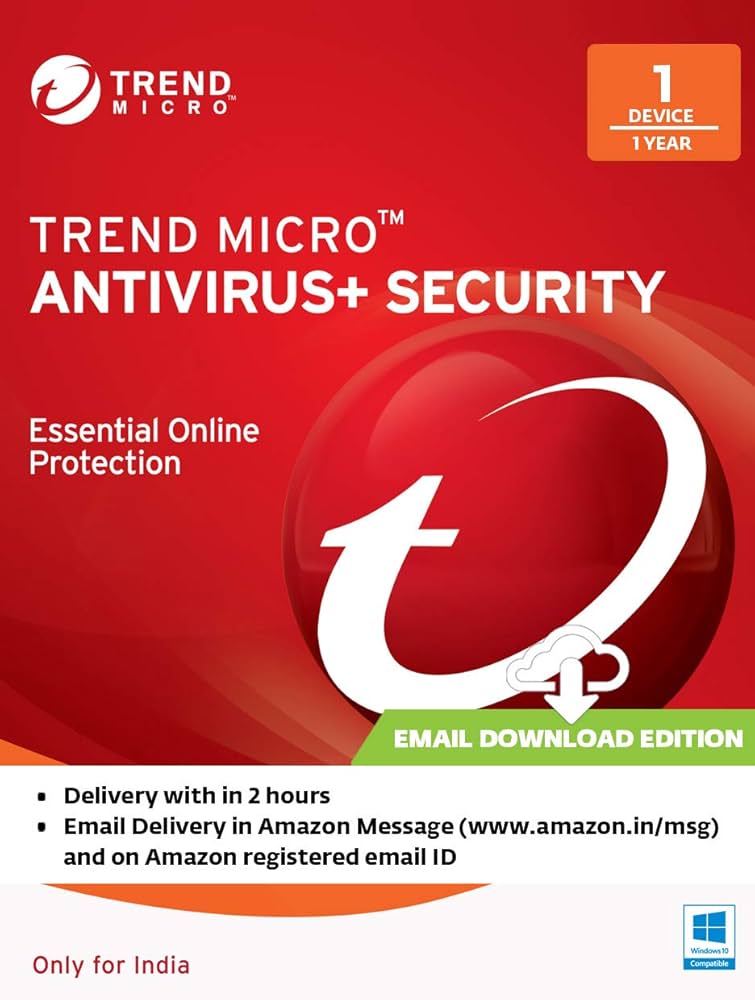 TREND
MICRO™
1
DEVICE
1 YEAR
TREND MICRO™
ANTIVIRUS+ SECURITY
Essential Online
Protection
EMAIL DOWNLOAD EDITION
• Delivery with in 2 hours
• Email Delivery in Amazon Message (www.amazon.in/msg)
and on Amazon registered email ID
Only for India
Windows 10
Compatible